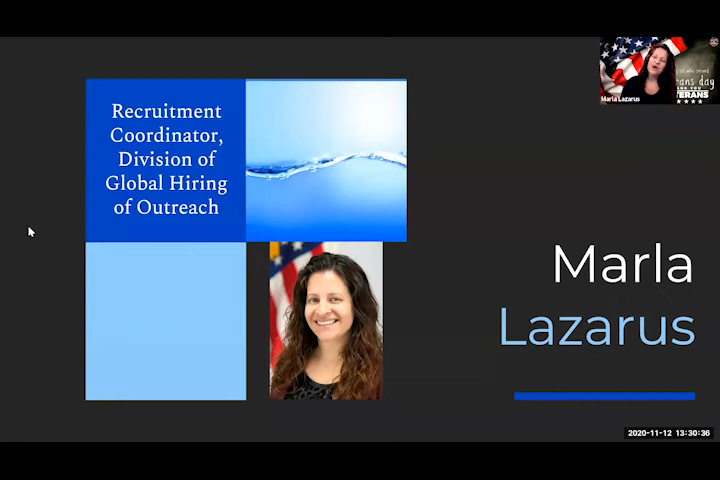 Recruitment
Coordinator,
Division of
Global Hiring
of Outreach
Marla
Lazarus
Marla Lazarus
2020-11-12 13:30:36